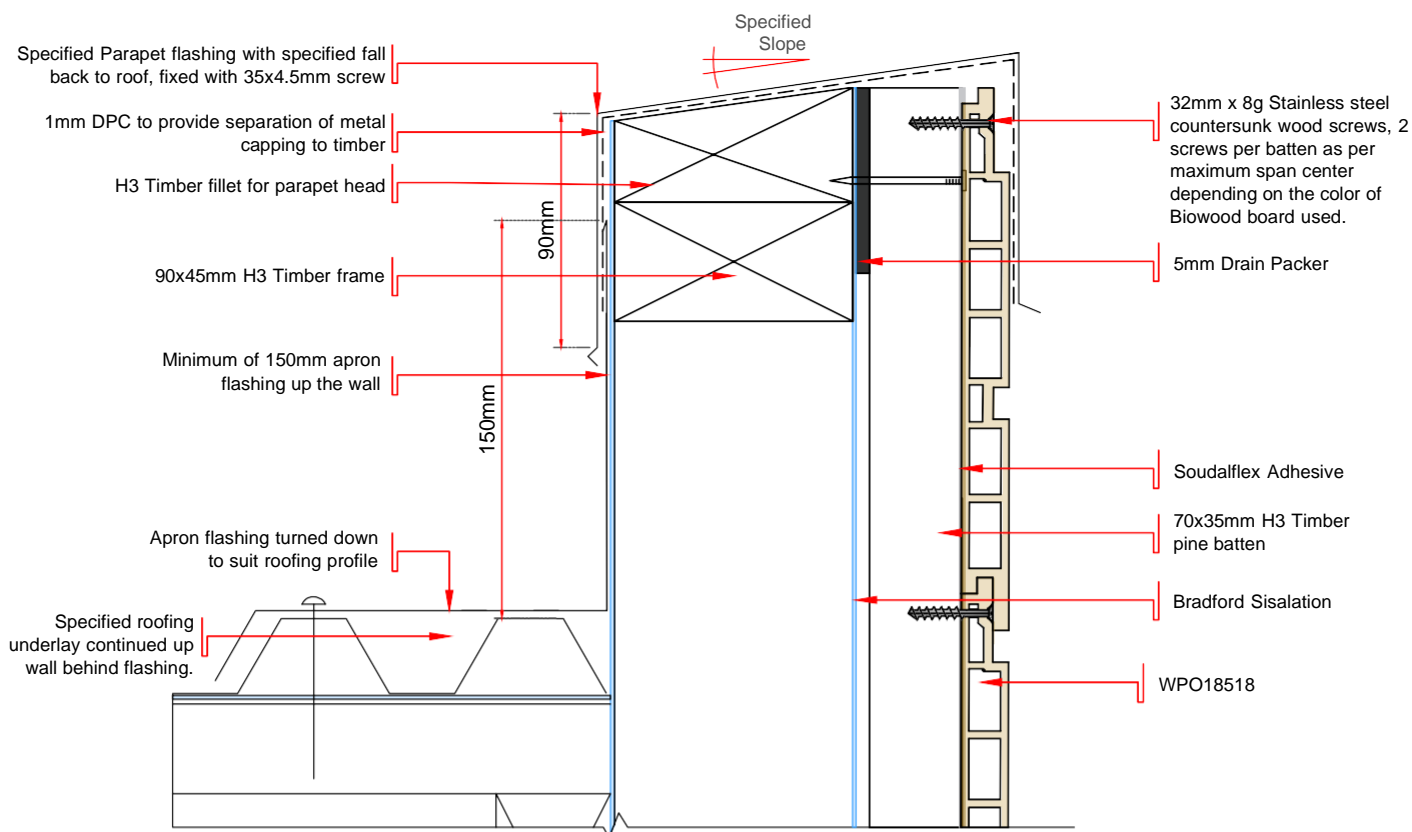 Specified
Slope
Specified Parapet flashing with specified fall
back to roof, fixed with 35x4.5mm screw
1mm DPC to provide separation of metal
capping to timber
H3 Timber fillet for parapet head
90mm
90x45mm H3 Timber frame
Minimum of 150mm apron
flashing up the wall
150mm
Apron flashing turned down
to suit roofing profile
Specified roofing
underlay continued up
wall behind flashing.
32mm x 8g Stainless steel
countersunk wood screws, 2
screws per batten as per
maximum span center
depending on the color of
Biowood board used.
5mm Drain Packer
Soudalflex Adhesive
70x35mm H3 Timber
pine batten
Bradford Sisalation
WPO18518